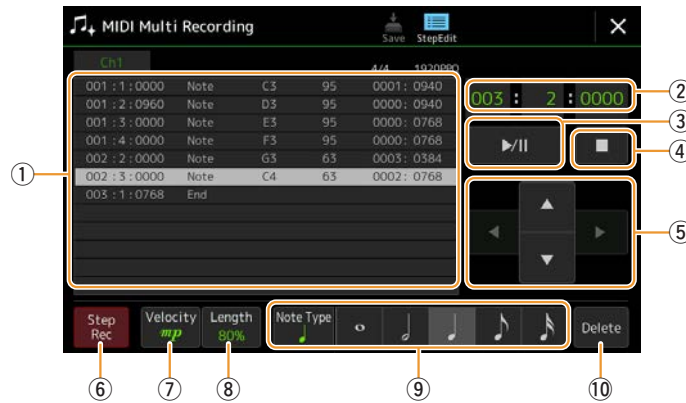 MIDI Multi Recording
Save StepEdit
Ch1 4/4 1920PPQ
001 : 1 : 0000 Note C3 95 0001 : 0940
001 : 2 : 0960 Note D3 95 0000 : 0940
001 : 3 : 0000 Note E3 95 0000 : 0768
001 : 4 : 0000 Note F3 95 0000 : 0768
002 : 2 : 0000 Note G3 63 0003 : 0384
002 : 3 : 0000 Note C4 63 0002 : 0768
003 : 1 : 0768 End
003 : 2 : 0000
①
②
③
④
⑤
Step Rec
Velocity mp
Length 80%
Note Type
Delete
⑥ ⑦ ⑧ ⑨ ⑩